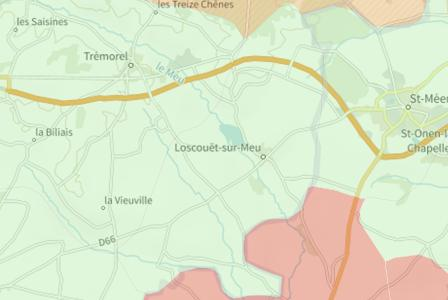 les Treize Chênes
les Saisines
Trémorel
le Meu
St-Méen
St-Onen-la-
Chapelle
la Biliais
Loscouët-sur-Meu
la Vieuville
D66